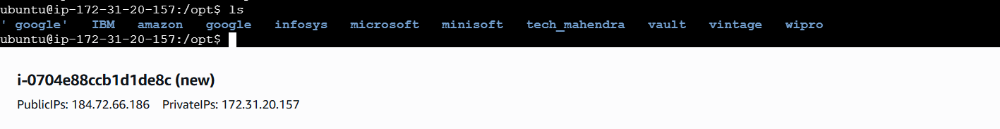 ubuntu@ip-172-31-20-157:/opt$ ls
' google'   IBM   amazon   google   infosys   microsoft   minisoft   tech_mahendra   vault   vintage   wipro
ubuntu@ip-172-31-20-157:/opt$
i-0704e88ccb1d1de8c (new)
PublicIPs: 184.72.66.186   PrivateIPs: 172.31.20.157